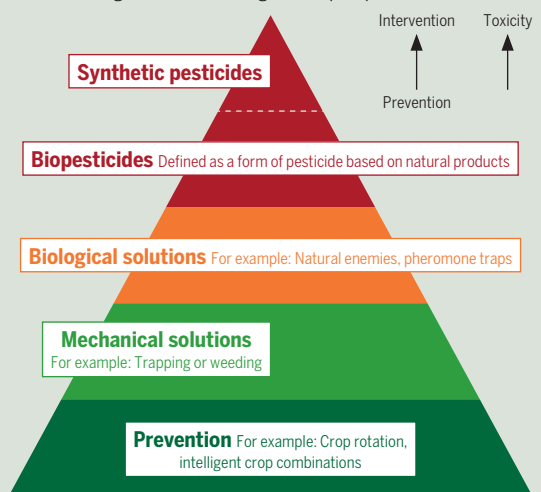 Intervention Toxicity
Prevention
Synthetic pesticides
Biopesticides Defined as a form of pesticide based on natural products
Biological solutions For example: Natural enemies, pheromone traps
Mechanical solutions
For example: Trapping or weeding
Prevention For example: Crop rotation,
intelligent crop combinations